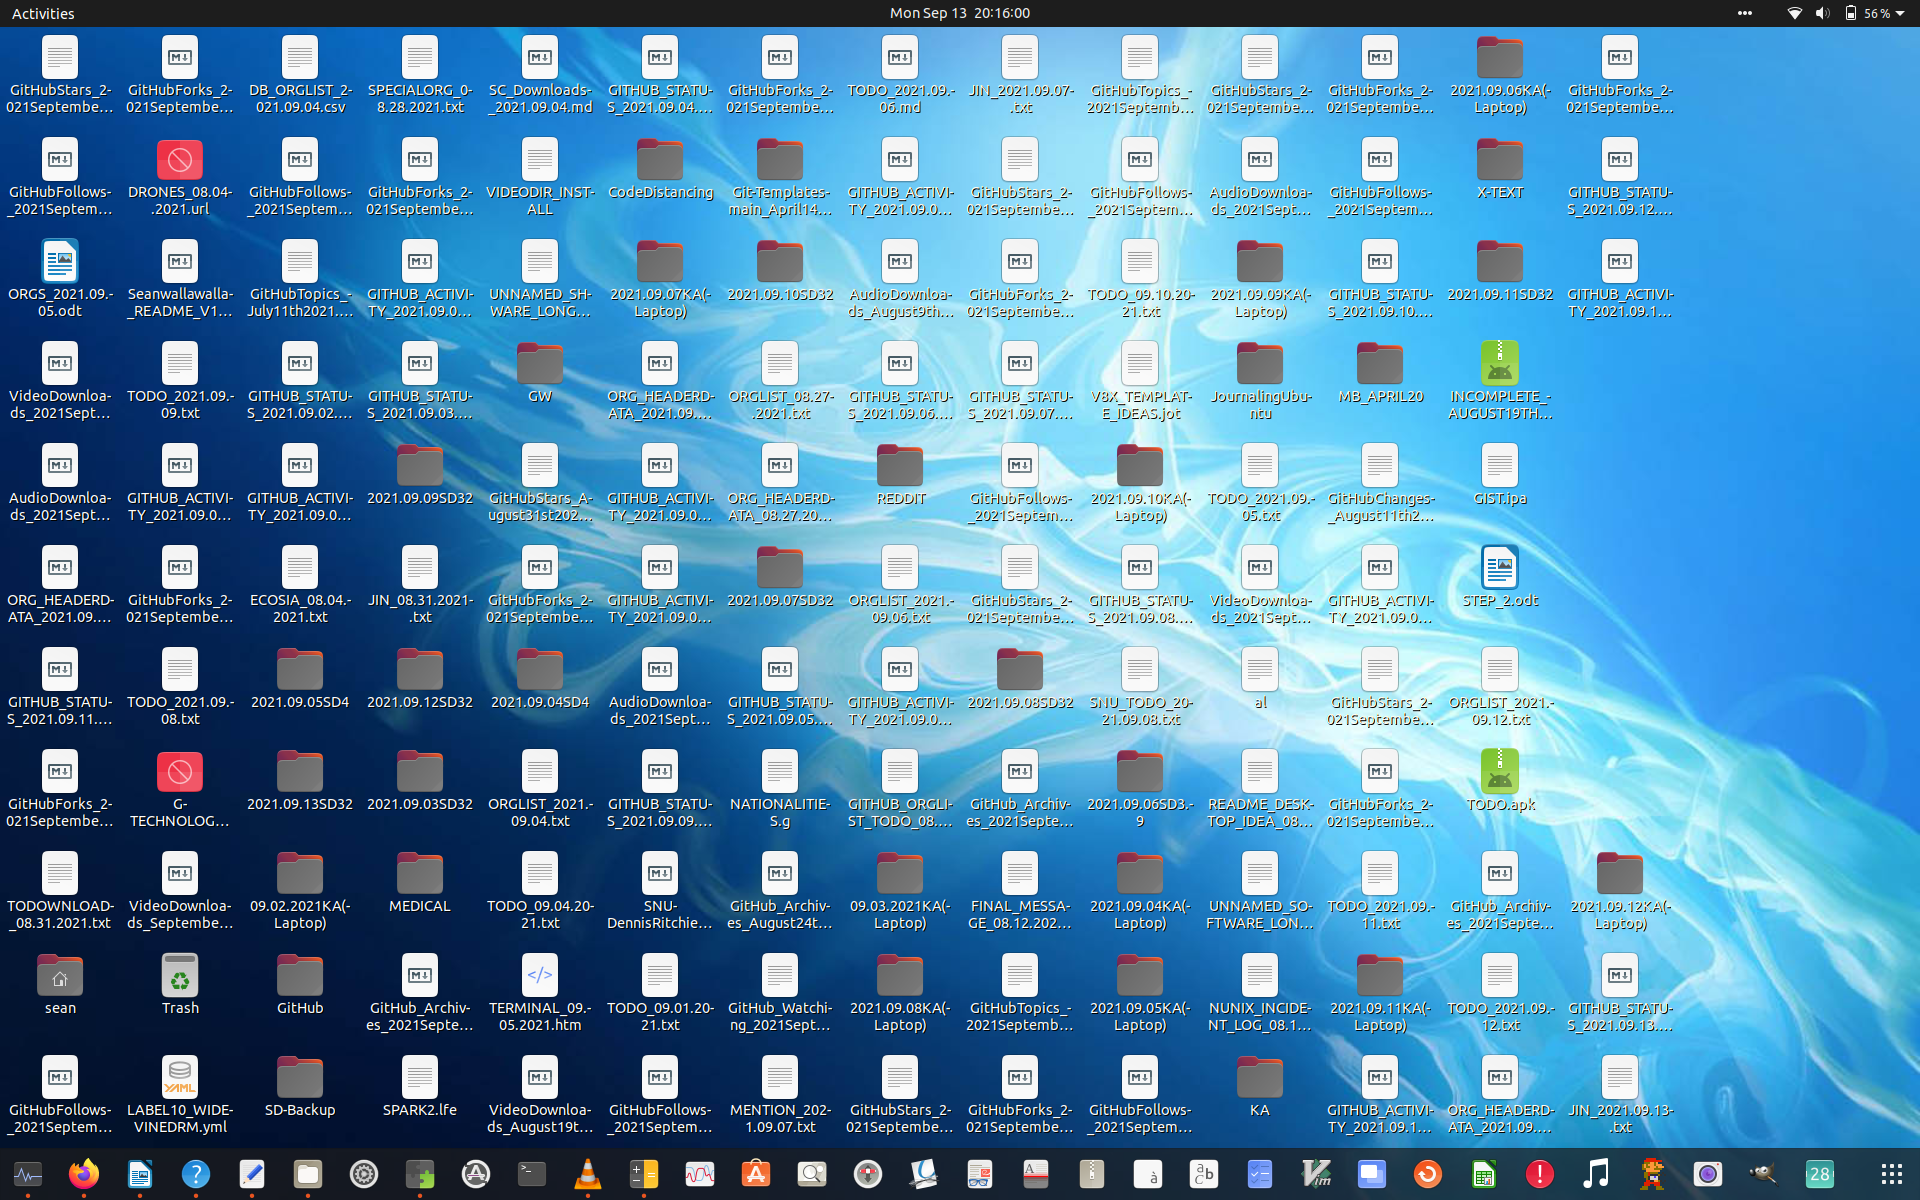 Activities
Mon Sep 13 20:16:00
56 %
GitHubStars_2-
021Septembe...
GitHubForks_2-
021Septembe...
DB_ORGLIST_2-
021.09.04.csv
SPECIALORG_0-
8.28.2021.txt
SC_Downloads-
_2021.09.04.md
GITHUB_STATU-
S_2021.09.04....
GitHubForks_2-
021Septembe...
TODO_2021.09.-
06.md
JIN_2021.09.07-
.txt
GitHubTopics_-
2021Septemb...
GitHubStars_2-
021Septembe...
GitHubForks_2-
021Septembe...
2021.09.06KA(-
Laptop)
GitHubForks_2-
021Septembe...
GitHubFollows-
_2021Septem...
DRONES_08.04-
.2021.url
GitHubFollows-
_2021Septem...
GitHubForks_2-
021Septembe...
VIDEODIR_INST-
ALL
CodeDistancing
Git-Templates-
main_April14...
GITHUB_ACTIVI-
TY_2021.09.0...
GitHubStars_2-
021Septembe...
GitHubFollows-
_2021Septem...
AudioDownloa-
ds_2021Sept...
GitHubFollows-
_2021Septem...
X-TEXT
GITHUB_STATU-
S_2021.09.12....
ORGS_2021.09.-
05.odt
Seanwallawalla-
_README_V1...
GitHubTopics_-
July11th2021....
GITHUB_ACTIVI-
TY_2021.09.0...
UNNAMED_SH-
WARE_LONG...
2021.09.07KA(-
Laptop)
2021.09.10SD32
AudioDownloa-
ds_August9th...
GitHubForks_2-
021Septembe...
TODO_09.10.20-
21.txt
2021.09.09KA(-
Laptop)
GITHUB_STATU-
S_2021.09.10....
2021.09.11SD32
GITHUB_ACTIVI-
TY_2021.09.1...
VideoDownloa-
ds_2021Sept...
TODO_2021.09.-
09.txt
GITHUB_STATU-
S_2021.09.02....
GITHUB_STATU-
S_2021.09.03....
GW
ORG_HEADERD-
ATA_2021.09....
ORGLIST_08.27-
.2021.txt
GITHUB_STATU-
S_2021.09.06....
GITHUB_STATU-
S_2021.09.07....
V8X_TEMPLAT-
E_IDEAS.jot
JournalingUbu-
ntu
MB_APRIL20
INCOMPLETE_-
AUGUST19TH...
AudioDownloa-
ds_2021Sept...
GITHUB_ACTIVI-
TY_2021.09.0...
GITHUB_ACTIVI-
TY_2021.09.0...
2021.09.09SD32
GitHubStars_A-
ugust31st202...
GITHUB_ACTIVI-
TY_2021.09.0...
ORG_HEADERD-
ATA_08.27.20...
REDDIT
GitHubFollows-
_2021Septem...
2021.09.10KA(-
Laptop)
TODO_2021.09.-
05.txt
GitHubChanges-
_August11th2...
GIST.ipa
ORG_HEADERD-
ATA_2021.09....
GitHubForks_2-
021Septembe...
ECOSIA_08.04.-
2021.txt
JIN_08.31.2021-
.txt
GitHubForks_2-
021Septembe...
GITHUB_ACTIVI-
TY_2021.09.0...
2021.09.07SD32
ORGLIST_2021.-
09.06.txt
GitHubStars_2-
021Septembe...
GITHUB_STATU-
S_2021.09.08....
VideoDownloa-
ds_2021Sept...
GITHUB_ACTIVI-
TY_2021.09.0...
STEP_2.odt
GITHUB_STATU-
S_2021.09.11....
TODO_2021.09.-
08.txt
2021.09.05SD4
2021.09.12SD32
2021.09.04SD4
AudioDownloa-
ds_2021Sept...
GITHUB_STATU-
S_2021.09.05....
GITHUB_ACTIVI-
TY_2021.09.0...
2021.09.08SD32
SNU_TODO_20-
21.09.08.txt
al
GitHubStars_2-
021Septembe...
ORGLIST_2021.-
09.12.txt
GitHubForks_2-
021Septembe...
G-
TECHNOLOG...
2021.09.13SD32
2021.09.03SD32
ORGLIST_2021.-
09.04.txt
GITHUB_STATU-
S_2021.09.09....
NATIONALITIE-
S.g
GITHUB_ORGLI-
ST_TODO_08....
GitHub_Archiv-
es_2021Septe...
2021.09.06SD3.-
9
README_DESK-
TOP_IDEA_08...
GitHubForks_2-
021Septembe...
TODO.apk
TODOWNLOAD-
_08.31.2021.txt
VideoDownloa-
ds_Septembe...
09.02.2021KA(-
Laptop)
MEDICAL
TODO_09.04.20-
21.txt
SNU-
DennisRitchie...
GitHub_Archiv-
es_August24t...
09.03.2021KA(-
Laptop)
FINAL_MESSA-
GE_08.12.202...
2021.09.04KA(-
Laptop)
UNNAMED_SO-
FTWARE_LON...
TODO_2021.09.-
11.txt
GitHub_Archiv-
es_2021Septe...
2021.09.12KA(-
Laptop)
sean
Trash
GitHub
GitHub_Archiv-
es_2021Septe...
TERMINAL_09.-
05.2021.htm
TODO_09.01.20-
21.txt
GitHub_Watchi-
ng_2021Sept...
2021.09.08KA(-
Laptop)
GitHubTopics_-
2021Septemb...
2021.09.05KA(-
Laptop)
NUNIX_INCIDE-
NT_LOG_08.1...
2021.09.11KA(-
Laptop)
TODO_2021.09.-
12.txt
GITHUB_STATU-
S_2021.09.13....
GitHubFollows-
_2021Septem...
YAML
LABEL10_WIDE-
VINEDRM.yml
SD-Backup
SPARK2.lfe
VideoDownloa-
ds_August19t...
GitHubFollows-
_2021Septem...
MENTION_202-
1.09.07.txt
GitHubStars_2-
021Septembe...
GitHubForks_2-
021Septembe...
GitHubFollows-
_2021Septem...
KA
GITHUB_ACTIVI-
TY_2021.09.1...
ORG_HEADERD-
ATA_2021.09....
JIN_2021.09.13-
.txt
28